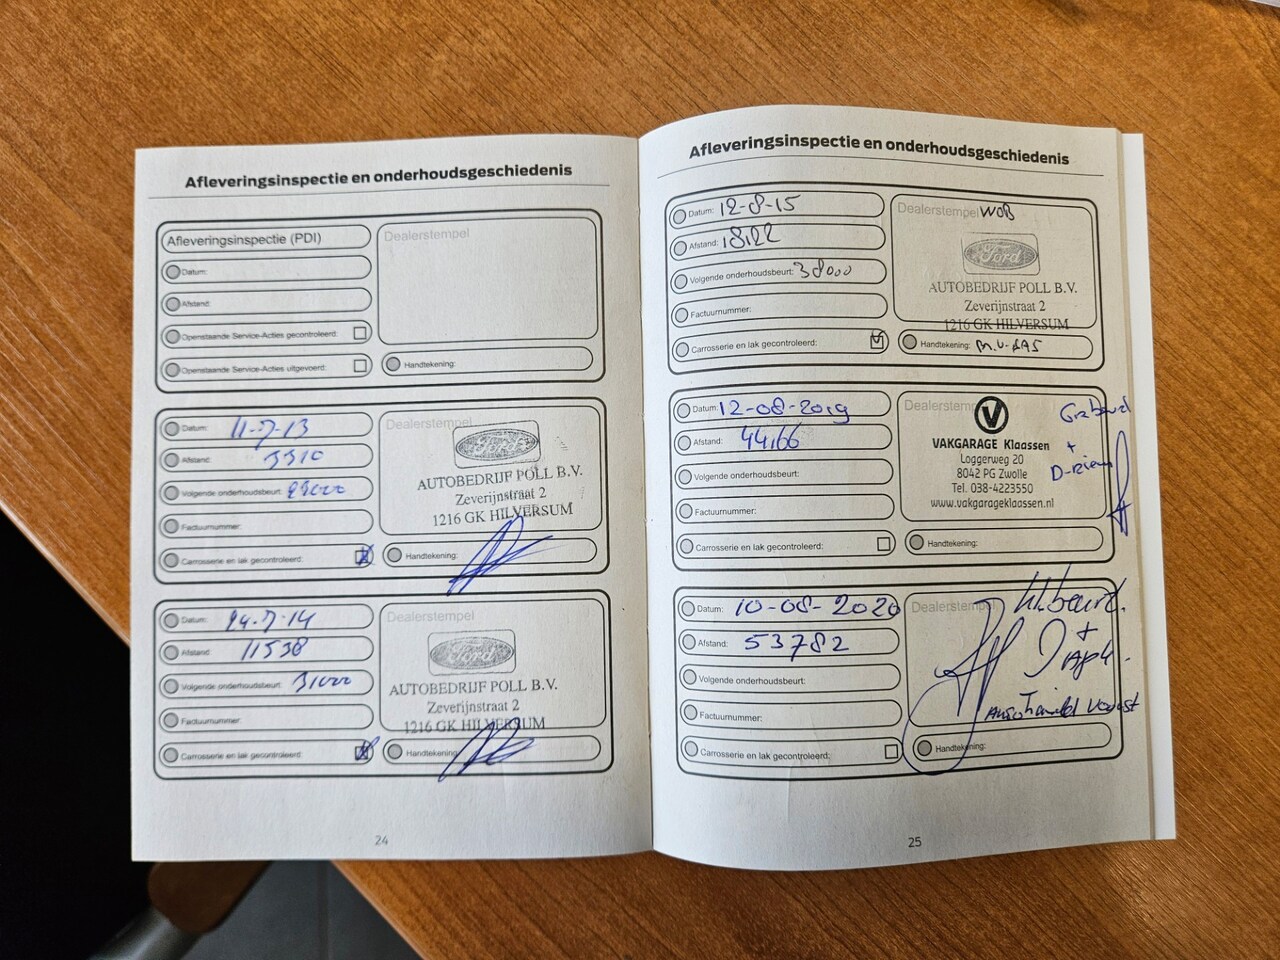 Afleveringsinspectie en onderhoudsgeschiedenis
Afleveringsinspectie (PDI)
Datum:
Afstand:
Openstaande Service-Acties gecontroleerd:
Openstaande Service-Acties uitgevoerd:
Dealerstempel
Handtekening:
Datum: 11-7-13
Afstand: 5510
Volgende onderhoudsbeurt:
Factuurnummer:
Carrosserie en lak gecontroleerd:
Dealerstempel
Ford
AUTOBEDRIJF POLL B.V.
Zeverijnstraat 2
1216 GK HILVERSUM
Handtekening:
Datum: 24-7-14
Afstand: 11538
Volgende onderhoudsbeurt: 31000
Factuurnummer:
Carrosserie en lak gecontroleerd:
Dealerstempel
Ford
AUTOBEDRIJF POLL B.V.
Zeverijnstraat 2
1216 GK HILVERSUM
Handtekening:
24
Afleveringsinspectie en onderhoudsgeschiedenis
Datum: 12-8-15
Afstand: 18122
Volgende onderhoudsbeurt: 38000
Factuurnummer:
Carrosserie en lak gecontroleerd:
Dealerstempel WOB
Ford
AUTOBEDRIJF POLL B.V.
Zeverijnstraat 2
1216 GK HILVERSUM
Handtekening:
Datum: 12-08-2019
Afstand: 44166
Volgende onderhoudsbeurt:
Factuurnummer:
Carrosserie en lak gecontroleerd:
Dealerstem
V
VAKGARAGE Klaassen
Loggerweg 20
8042 PG Zwolle
Tel. 038-4223550
www.vakgarageklaassen.nl
+
Handtekening:
Datum: 10-08-2020
Afstand: 53782
Volgende onderhoudsbeurt:
Factuurnummer:
Carrosserie en lak gecontroleerd:
Dealerstempel
+
Handtekening:
25